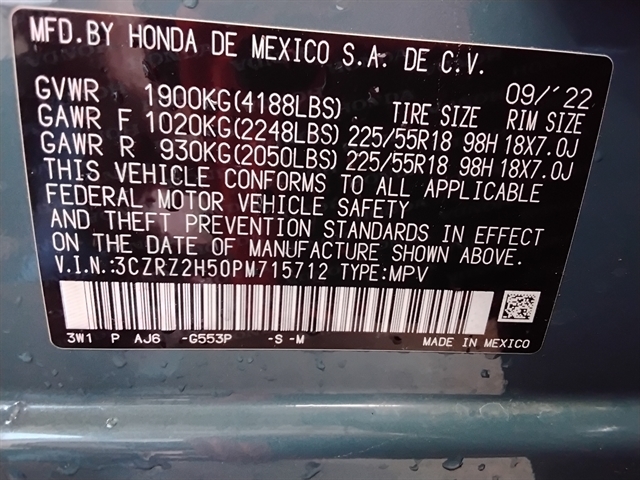 MFD.BY HONDA DE MEXICO S.A. DE C.V.
09/'22
GVWR 1900KG(4188LBS) TIRE SIZE RIM SIZE
GAWR F 1020KG(2248LBS) 225/55R18 98H 18X7.0J
GAWR R 930KG(2050LBS) 225/55R18 98H 18X7.0J
THIS VEHICLE CONFORMS TO ALL APPLICABLE
FEDERAL MOTOR VEHICLE SAFETY
AND THEFT PREVENTION STANDARDS IN EFFECT
ON THE DATE OF MANUFACTURE SHOWN ABOVE.
V.I.N.:3CZRZ2H50PM715712 TYPE:MPV
3W1 P AJ6 -G553P -S -M MADE IN MEXICO